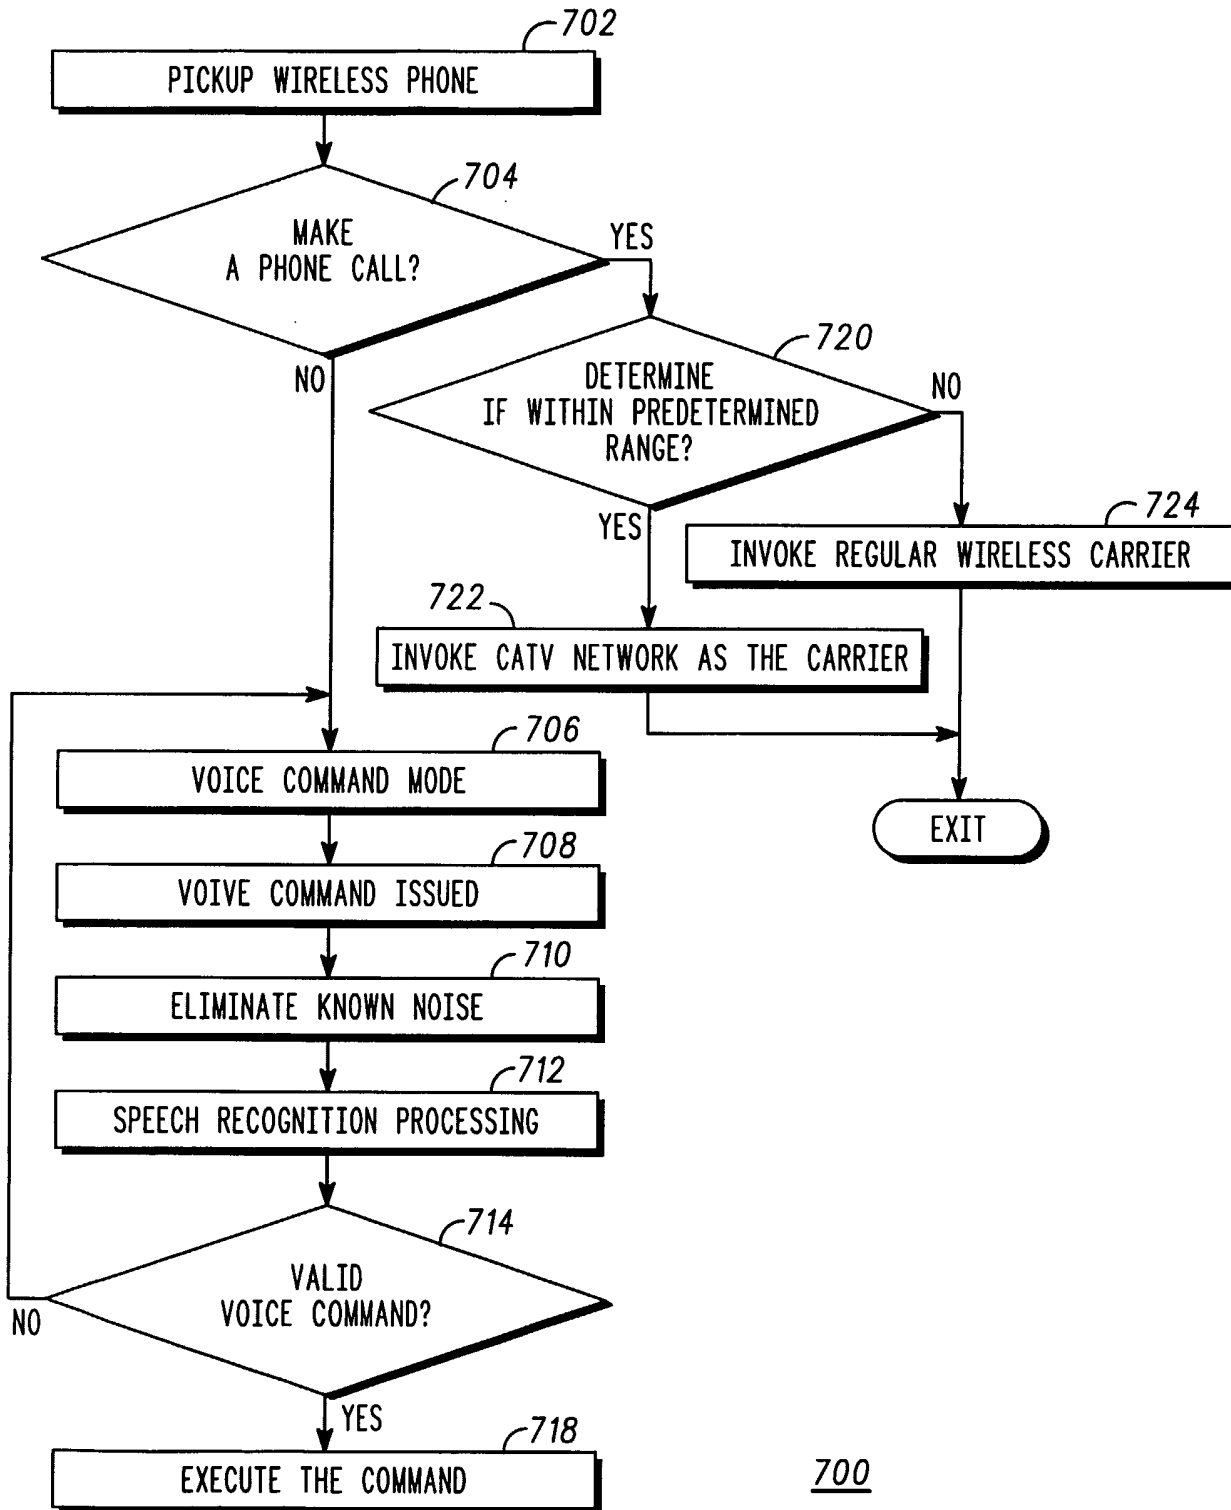 702
PICKUP WIRELESS PHONE
704
MAKE
A PHONE CALL?
YES
NO
720
DETERMINE
IF WITHIN PREDETERMINED
RANGE?
NO
YES
724
INVOKE REGULAR WIRELESS CARRIER
722
INVOKE CATV NETWORK AS THE CARRIER
706
VOICE COMMAND MODE
EXIT
708
VOIVE COMMAND ISSUED
710
ELIMINATE KNOWN NOISE
712
SPEECH RECOGNITION PROCESSING
714
VALID
VOICE COMMAND?
NO
YES
718
EXECUTE THE COMMAND
700